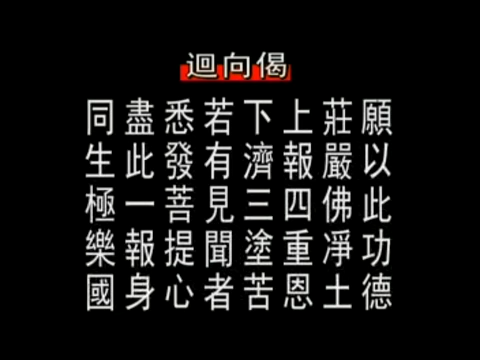 迴向偈
願以此功德
莊嚴佛凈土
上報四重恩
下濟三塗苦
若有見聞者
悉發菩提心
盡此一報身
同生極樂國